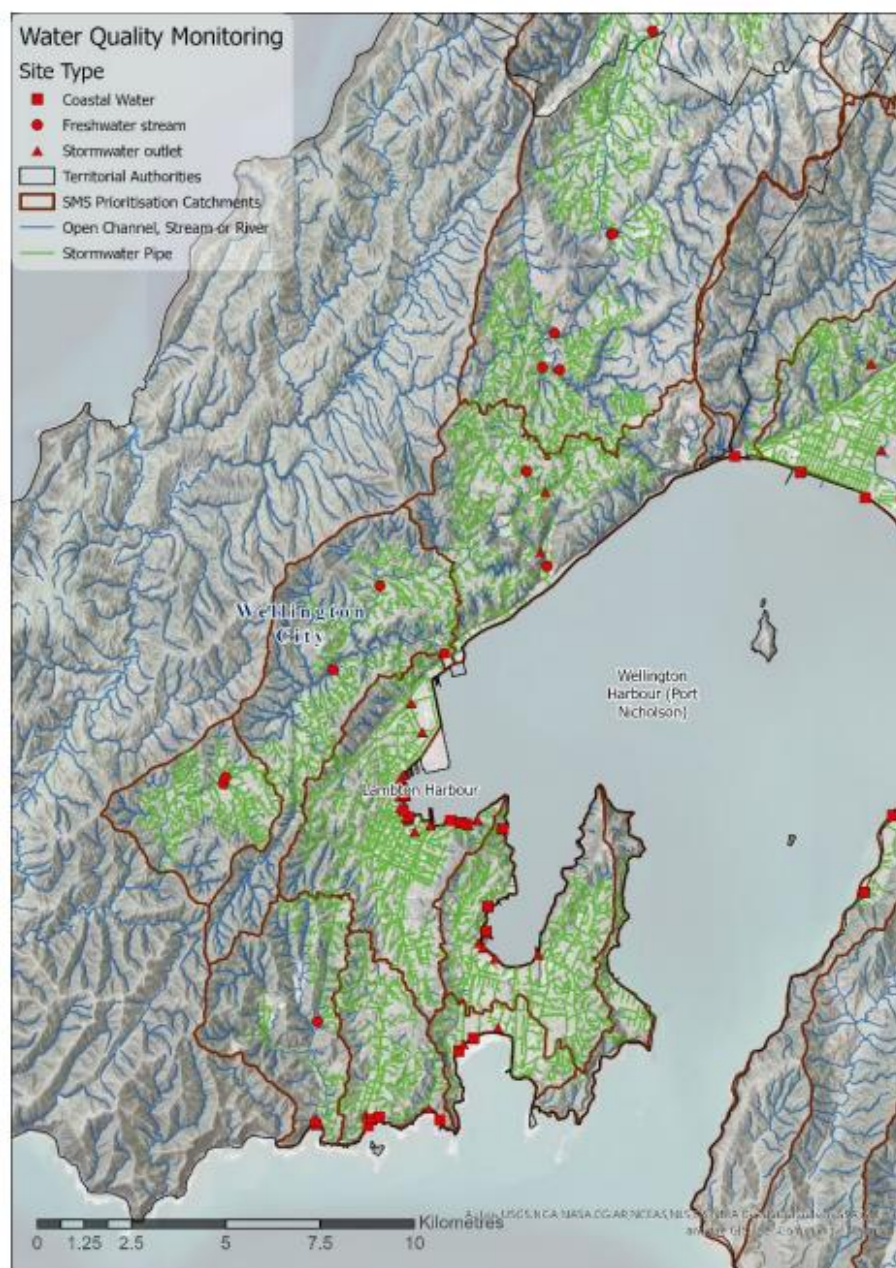 Water Quality Monitoring
Site Type
Coastal Water
Freshwater stream
Stormwater outlet
Territorial Authorities
SMS Prioritisation Catchments
Open Channel, Stream or River
Stormwater Pipe
Wellington
City
Wellington
Harbour (Port
Nicholson)
Lambton Harbour
Kilometres
0 1.25 2.5 5 7.5 10